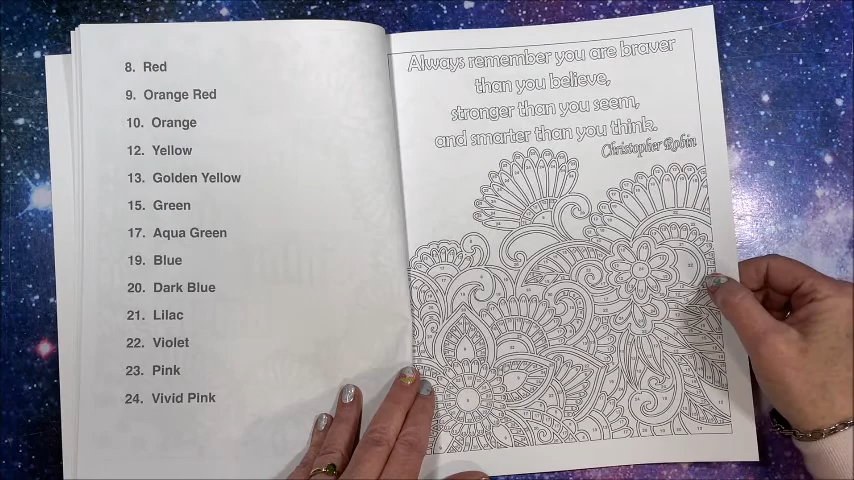 8. Red
9. Orange Red
10. Orange
12. Yellow
13. Golden Yellow
15. Green
17. Aqua Green
19. Blue
20. Dark Blue
21. Lilac
22. Violet
23. Pink
24. Vivid Pink
Always remember you are braver
than you believe,
stronger than you seem,
and smarter than you think.
Christopher Robin